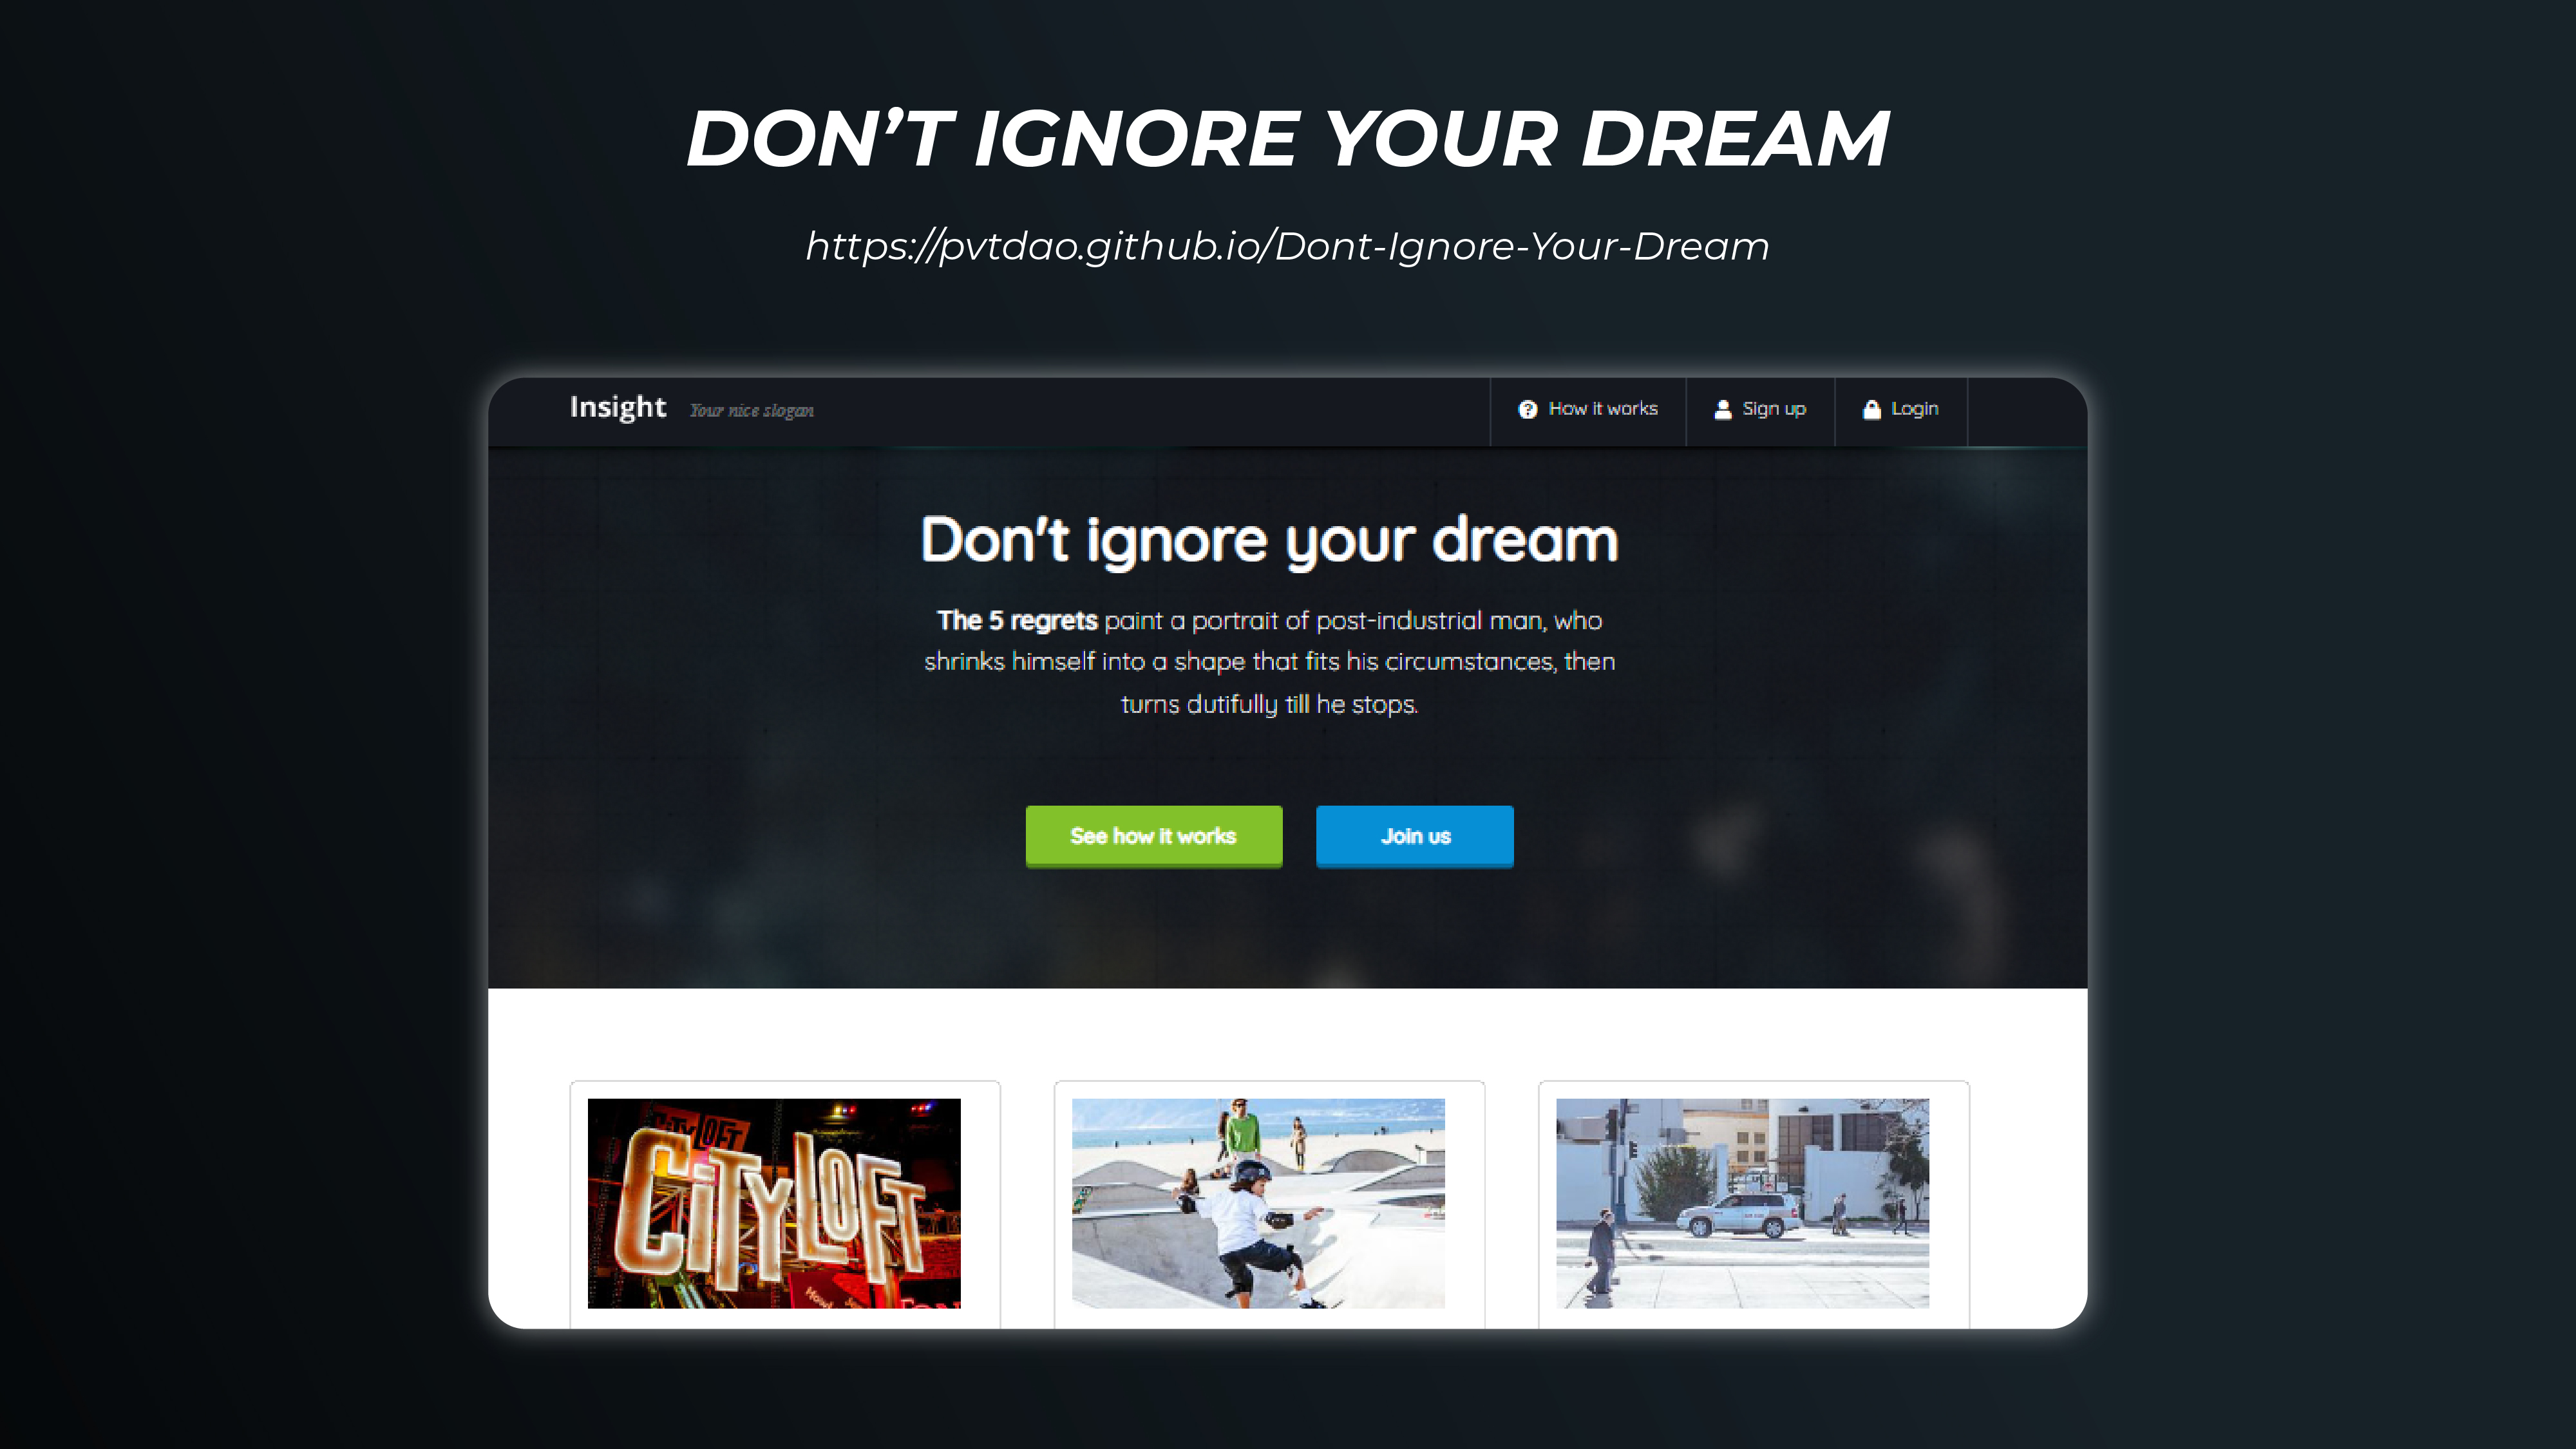 DON’T IGNORE YOUR DREAM
https://pvtdao.github.io/Dont-Ignore-Your-Dream
Insight Your nice slogan How it works Sign up Login
Don't ignore your dream
The 5 regrets paint a portrait of post-industrial man, who
shrinks himself into a shape that fits his circumstances, then
turns dutifully till he stops.
See how it works Join us
CiTY LOFT
CiTYLOFT